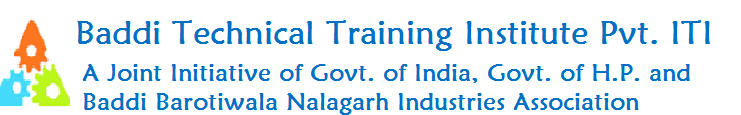 Baddi Technical Training Institute Pvt. ITI
A Joint Initiative of Govt. of India, Govt. of H.P. and
Baddi Barotiwala Nalagarh Industries Association